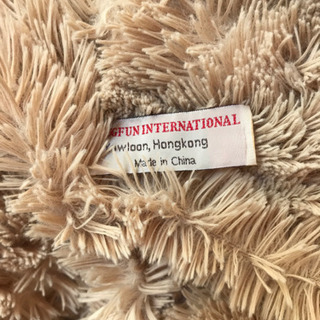 GFUN INTERNATIONAL
wloon, Hongkong
Made in China